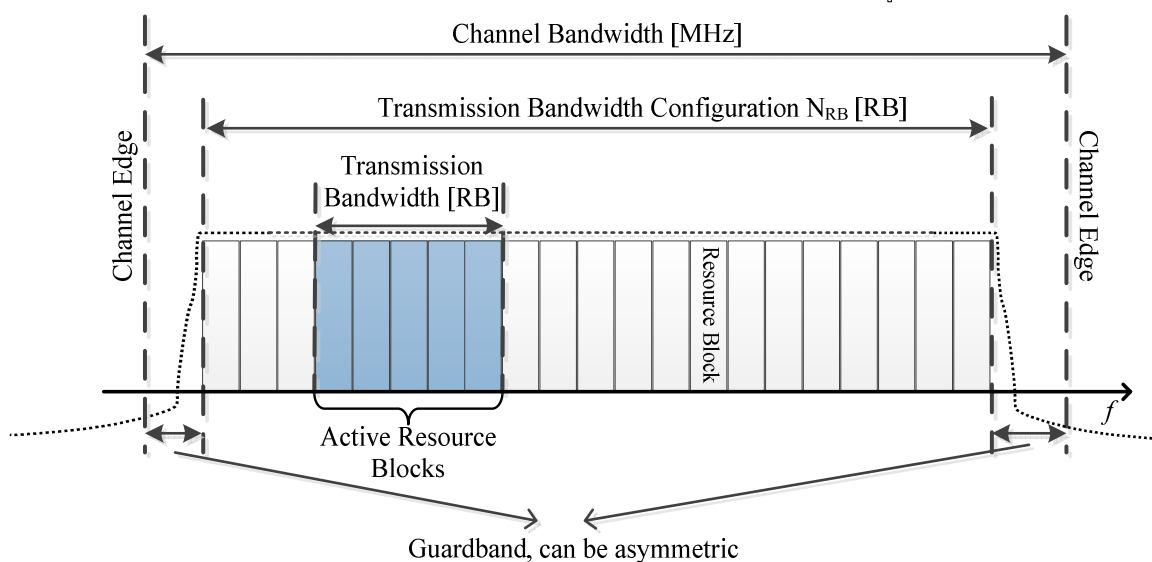 Channel Bandwidth [MHz]
Transmission Bandwidth Configuration NRB [RB]
Transmission
Bandwidth [RB]
Channel Edge
Channel Edge
Resource Block
f
Active Resource
Blocks
Guardband, can be asymmetric